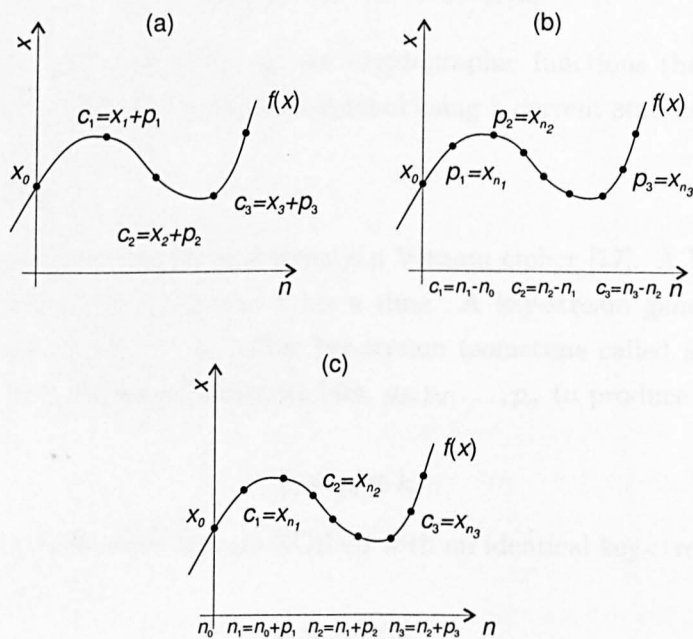 (a)
x
f(x)
c₁=x₁+p₁
x₀
c₃=x₃+p₃
c₂=x₂+p₂
n
(b)
x
f(x)
p₂=xₙ₂
x₀
p₁=xₙ₁
p₃=xₙ₃
n
c₁=n₁-n₀ c₂=n₂-n₁ c₃=n₃-n₂
(c)
x
f(x)
c₂=xₙ₂
x₀
c₁=xₙ₁
c₃=xₙ₃
n₀ n₁=n₀+p₁ n₂=n₁+p₂ n₃=n₂+p₃ n